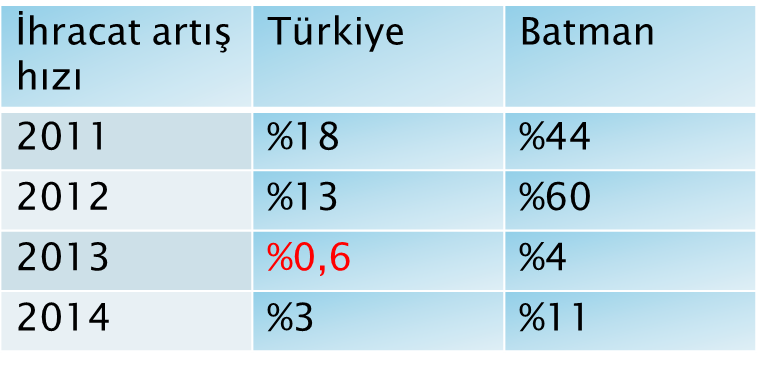 İhracat artış hızı Türkiye Batman
2011 %18 %44
2012 %13 %60
2013 %0,6 %4
2014 %3 %11